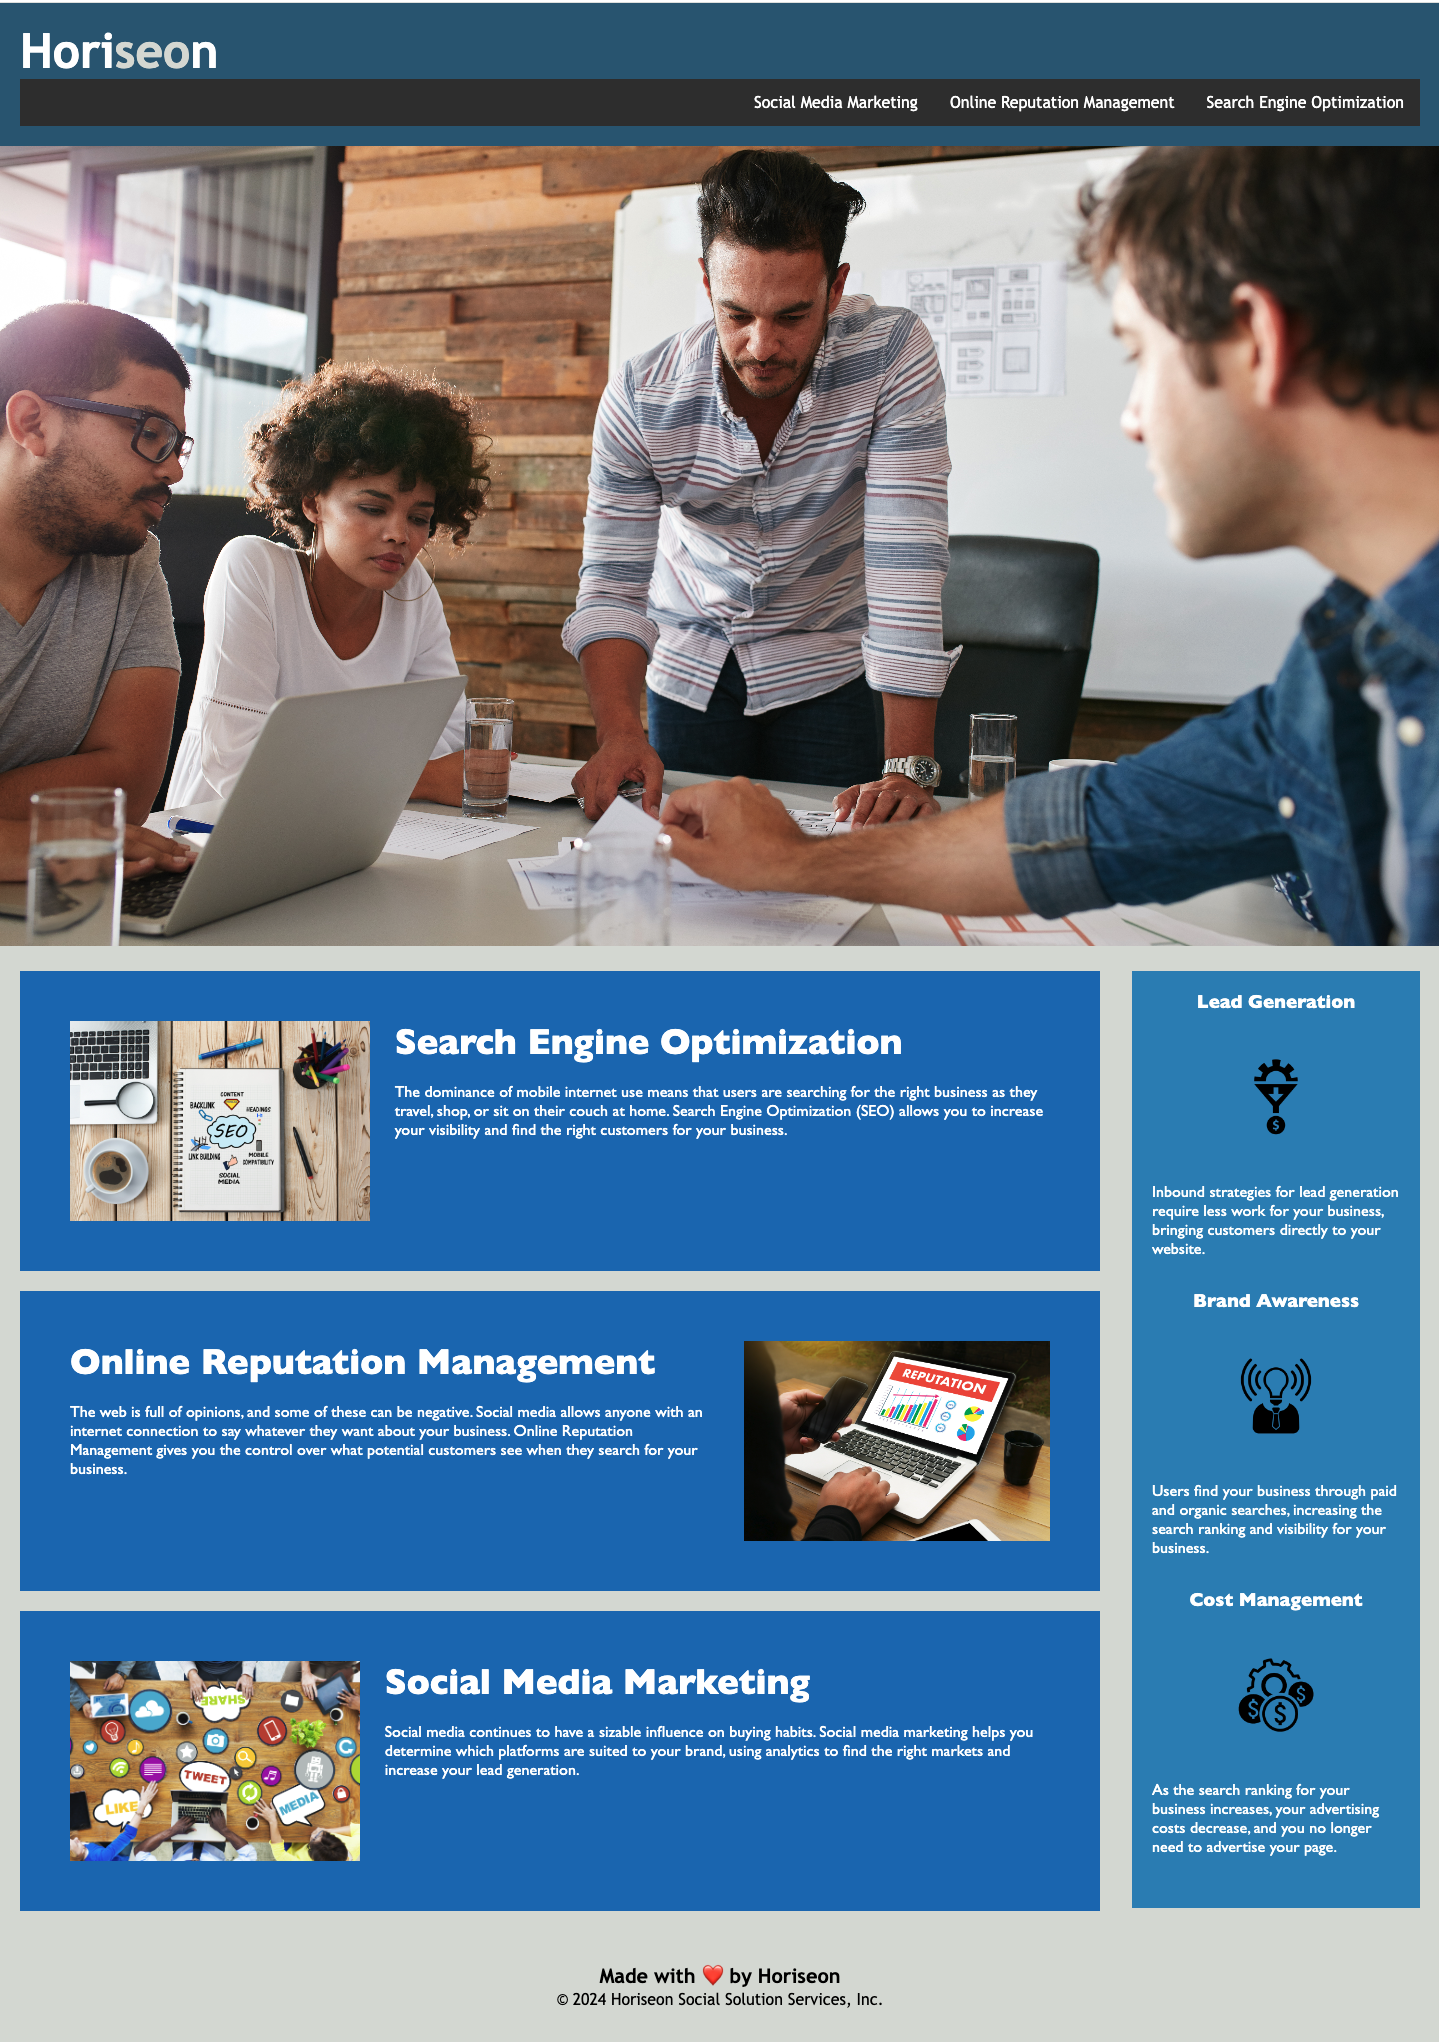 Horiseon
Social Media Marketing
Online Reputation Management
Search Engine Optimization
CONTENT
BACKLINK
HEADINGS
SEO
LINK BUILDING
MOBILE
COMPATIBILITY
SOCIAL
MEDIA
Search Engine Optimization
The dominance of mobile internet use means that users are searching for the right business as they
travel, shop, or sit on their couch at home. Search Engine Optimization (SEO) allows you to increase
your visibility and find the right customers for your business.
Online Reputation Management
The web is full of opinions, and some of these can be negative. Social media allows anyone with an
internet connection to say whatever they want about your business. Online Reputation
Management gives you the control over what potential customers see when they search for your
business.
REPUTATION
SHARE
TWEET
LIKE
MEDIA
Social Media Marketing
Social media continues to have a sizable influence on buying habits. Social media marketing helps you
determine which platforms are suited to your brand, using analytics to find the right markets and
increase your lead generation.
Lead Generation
$
Inbound strategies for lead generation
require less work for your business,
bringing customers directly to your
website.
Brand Awareness
Users find your business through paid
and organic searches, increasing the
search ranking and visibility for your
business.
Cost Management
$ $ $
As the search ranking for your
business increases, your advertising
costs decrease, and you no longer
need to advertise your page.
Made with ❤️ by Horiseon
© 2024 Horiseon Social Solution Services, Inc.